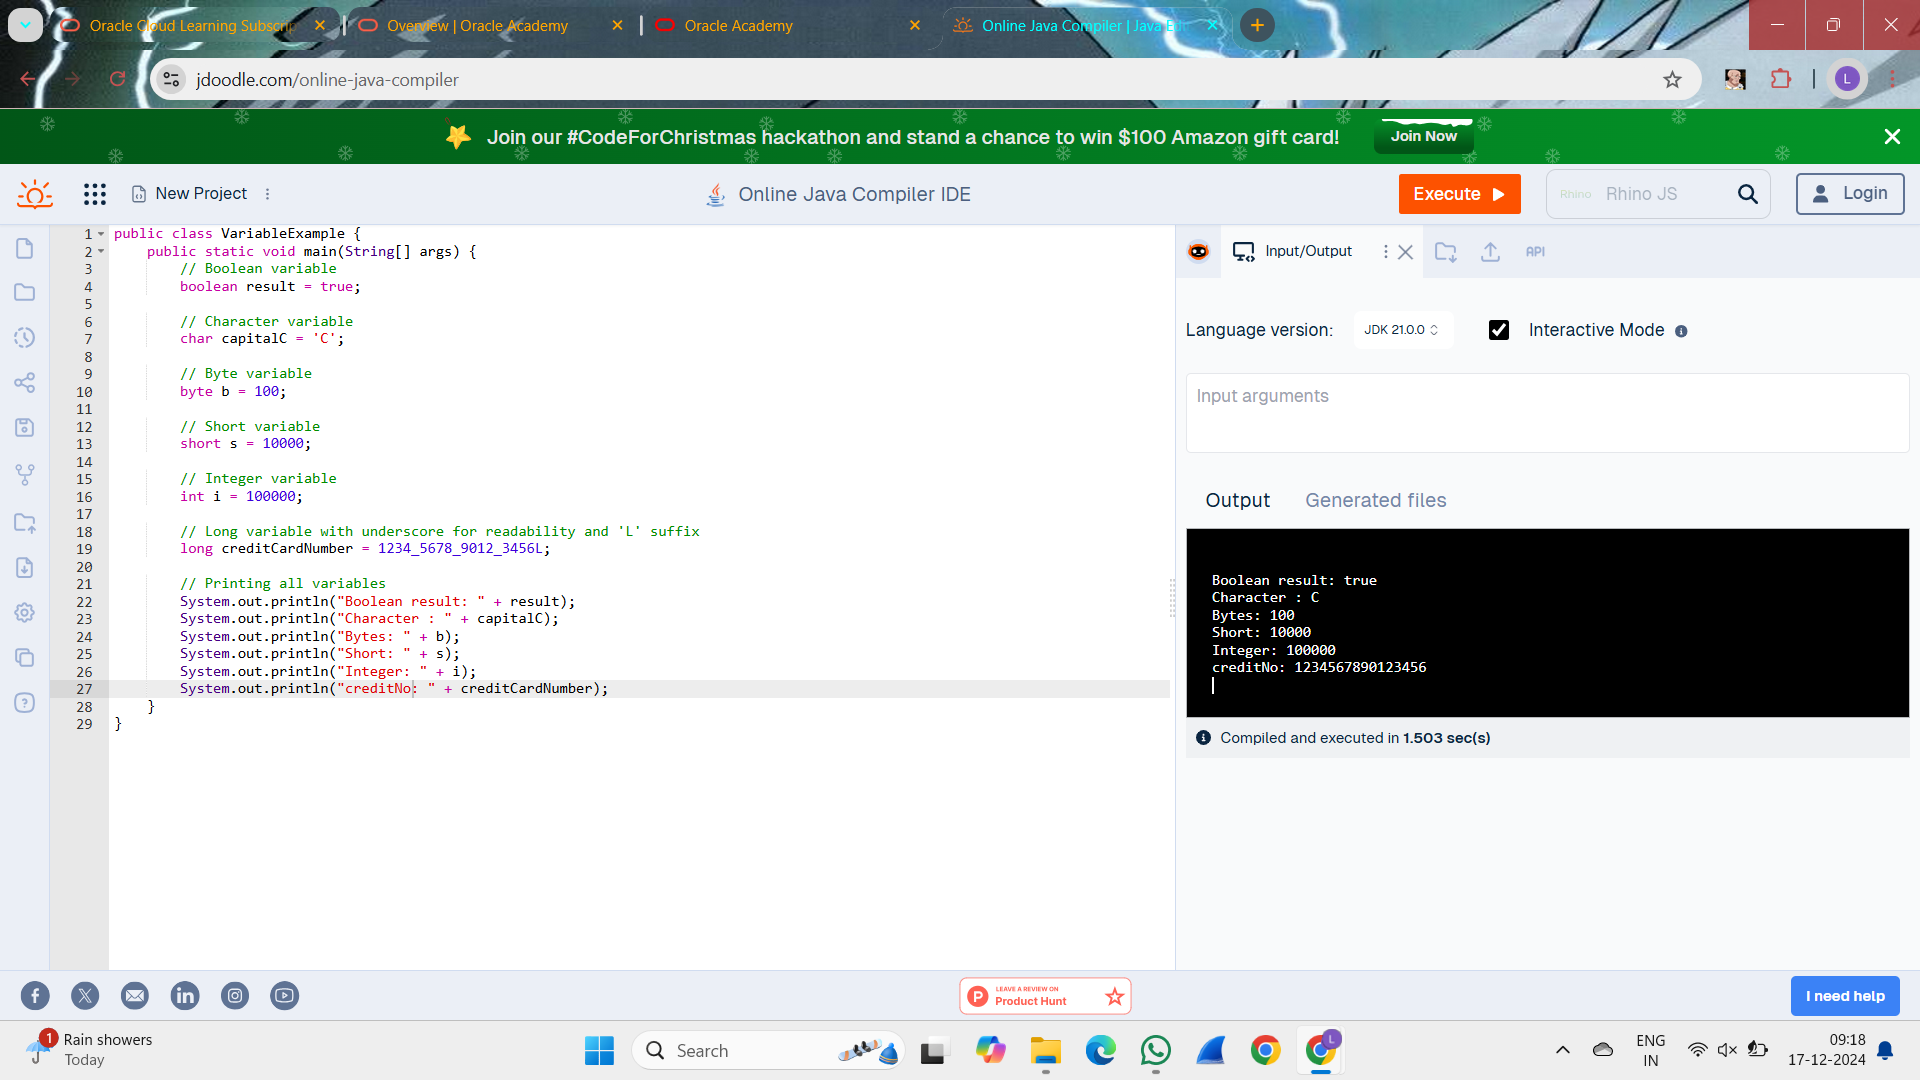 Oracle Cloud Learning Subscrip
Overview | Oracle Academy
Oracle Academy
Online Java Compiler | Java Edi
jdoodle.com/online-java-compiler
L
Join our #CodeForChristmas hackathon and stand a chance to win $100 Amazon gift card!
Join Now
New Project
Online Java Compiler IDE
Execute
Rhino
Rhino JS
Login
1 public class VariableExample {
2     public static void main(String[] args) {
3         // Boolean variable
4         boolean result = true;
5
6         // Character variable
7         char capitalC = 'C';
8
9         // Byte variable
10         byte b = 100;
11
12         // Short variable
13         short s = 10000;
14
15         // Integer variable
16         int i = 100000;
17
18         // Long variable with underscore for readability and 'L' suffix
19         long creditCardNumber = 1234_5678_9012_3456L;
20
21         // Printing all variables
22         System.out.println("Boolean result: " + result);
23         System.out.println("Character : " + capitalC);
24         System.out.println("Bytes: " + b);
25         System.out.println("Short: " + s);
26         System.out.println("Integer: " + i);
27         System.out.println("creditNo: " + creditCardNumber);
28     }
29 }
Input/Output
API
Language version:
JDK 21.0.0
Interactive Mode
Input arguments
Output
Generated files
Boolean result: true
Character : C
Bytes: 100
Short: 10000
Integer: 100000
creditNo: 1234567890123456
Compiled and executed in 1.503 sec(s)
LEAVE A REVIEW ON
P
Product Hunt
I need help
1
Rain showers
Today
Search
L
ENG
IN
09:18
17-12-2024